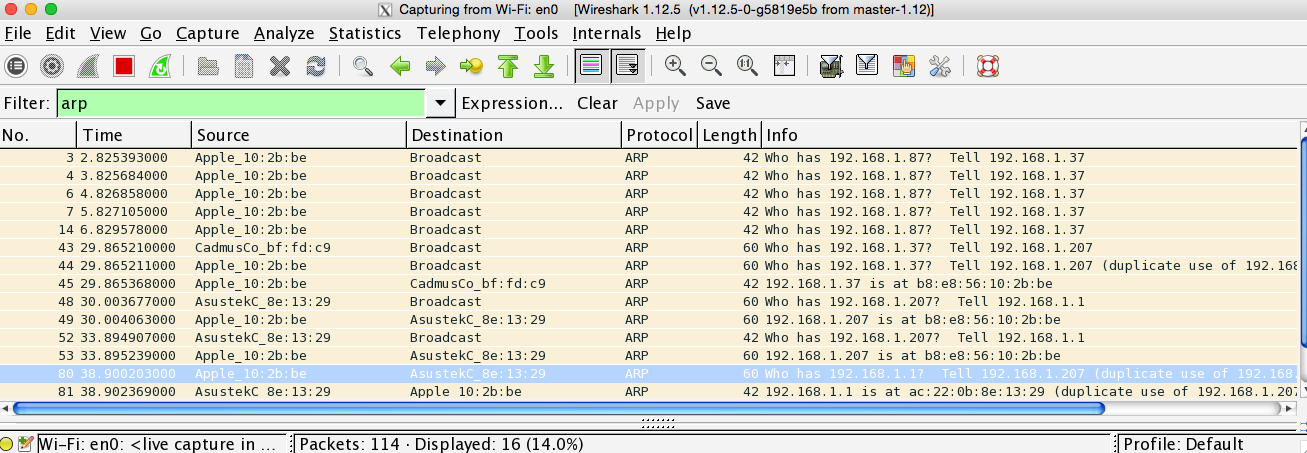 Capturing from Wi-Fi: en0 [Wireshark 1.12.5 (v1.12.5-0-g5819e5b from master-1.12)]
File Edit View Go Capture Analyze Statistics Telephony Tools Internals Help
Filter: arp Expression... Clear Apply Save
No. Time Source Destination Protocol Length Info
3 2.825393000 Apple_10:2b:be Broadcast ARP 42 Who has 192.168.1.87? Tell 192.168.1.37
4 3.825684000 Apple_10:2b:be Broadcast ARP 42 Who has 192.168.1.87? Tell 192.168.1.37
6 4.826858000 Apple_10:2b:be Broadcast ARP 42 Who has 192.168.1.87? Tell 192.168.1.37
7 5.827105000 Apple_10:2b:be Broadcast ARP 42 Who has 192.168.1.87? Tell 192.168.1.37
14 6.829578000 Apple_10:2b:be Broadcast ARP 42 Who has 192.168.1.87? Tell 192.168.1.37
43 29.865210000 CadmusCo_bf:fd:c9 Broadcast ARP 60 Who has 192.168.1.37? Tell 192.168.1.207
44 29.865211000 Apple_10:2b:be Broadcast ARP 60 Who has 192.168.1.37? Tell 192.168.1.207 (duplicate use of 192.168
45 29.865368000 Apple_10:2b:be CadmusCo_bf:fd:c9 ARP 42 192.168.1.37 is at b8:e8:56:10:2b:be
48 30.003677000 AsustekC_8e:13:29 Broadcast ARP 60 Who has 192.168.1.207? Tell 192.168.1.1
49 30.004063000 Apple_10:2b:be AsustekC_8e:13:29 ARP 60 192.168.1.207 is at b8:e8:56:10:2b:be
52 33.894907000 AsustekC_8e:13:29 Broadcast ARP 60 Who has 192.168.1.207? Tell 192.168.1.1
53 33.895239000 Apple_10:2b:be AsustekC_8e:13:29 ARP 60 192.168.1.207 is at b8:e8:56:10:2b:be
80 38.900203000 Apple_10:2b:be AsustekC_8e:13:29 ARP 60 Who has 192.168.1.1? Tell 192.168.1.207 (duplicate use of 192.168.
81 38.902369000 AsustekC_8e:13:29 Apple_10:2b:be ARP 42 192.168.1.1 is at ac:22:0b:8e:13:29 (duplicate use of 192.168.1.207
Wi-Fi: en0: <live capture in ... Packets: 114 · Displayed: 16 (14.0%) Profile: Default